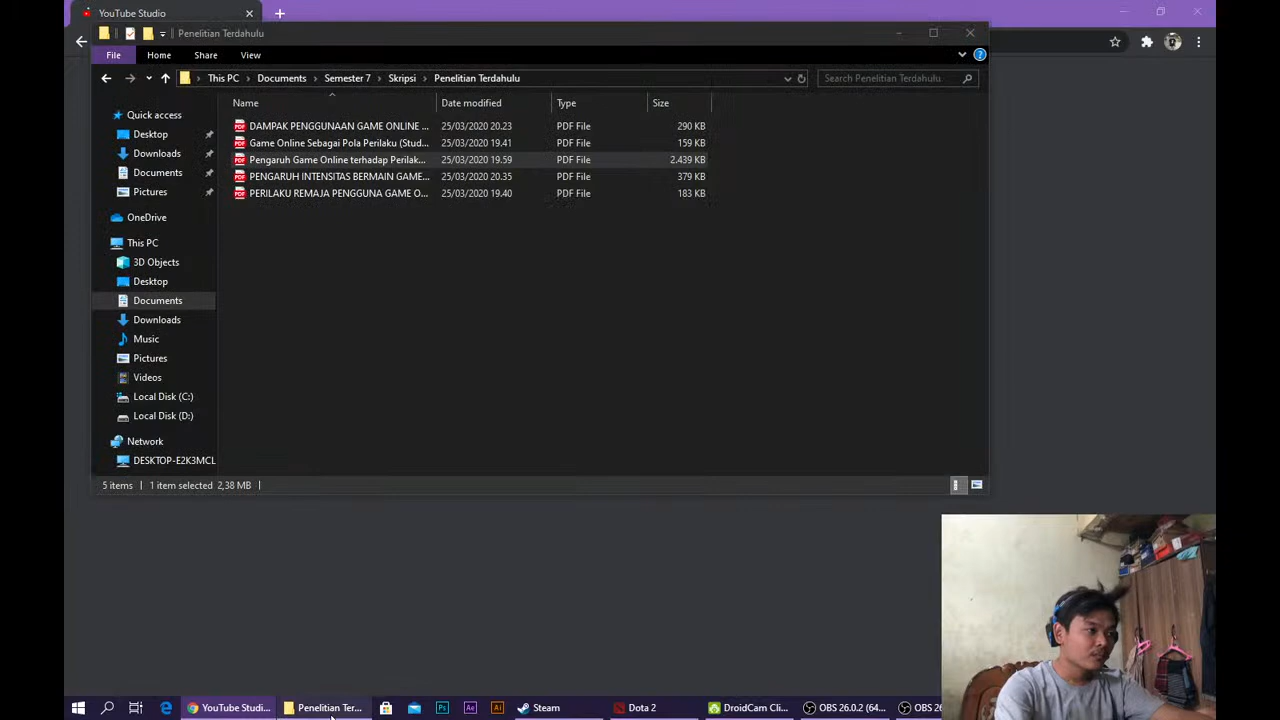 YouTube Studio
Penelitian Terdahulu
File Home Share View
This PC Documents Semester 7 Skripsi Penelitian Terdahulu
Search Penelitian Terdahulu
Name Date modified Type Size
Quick access
Desktop
Downloads
Documents
Pictures
OneDrive
This PC
3D Objects
Desktop
Documents
Downloads
Music
Pictures
Videos
Local Disk (C:)
Local Disk (D:)
Network
DESKTOP-E2K3MCL
DAMPAK PENGGUNAAN GAME ONLINE ... 25/03/2020 20.23 PDF File 290 KB
Game Online Sebagai Pola Perilaku (Stud... 25/03/2020 19.41 PDF File 159 KB
Pengaruh Game Online terhadap Perilak... 25/03/2020 19.59 PDF File 2.439 KB
PENGARUH INTENSITAS BERMAIN GAME... 25/03/2020 20.35 PDF File 379 KB
PERILAKU REMAJA PENGGUNA GAME O... 25/03/2020 19.40 PDF File 183 KB
5 items 1 item selected 2,38 MB
YouTube Studi... Penelitian Ter... Ps Ae Ai Steam Dota 2 DroidCam Cli... OBS 26.0.2 (64... OBS 26